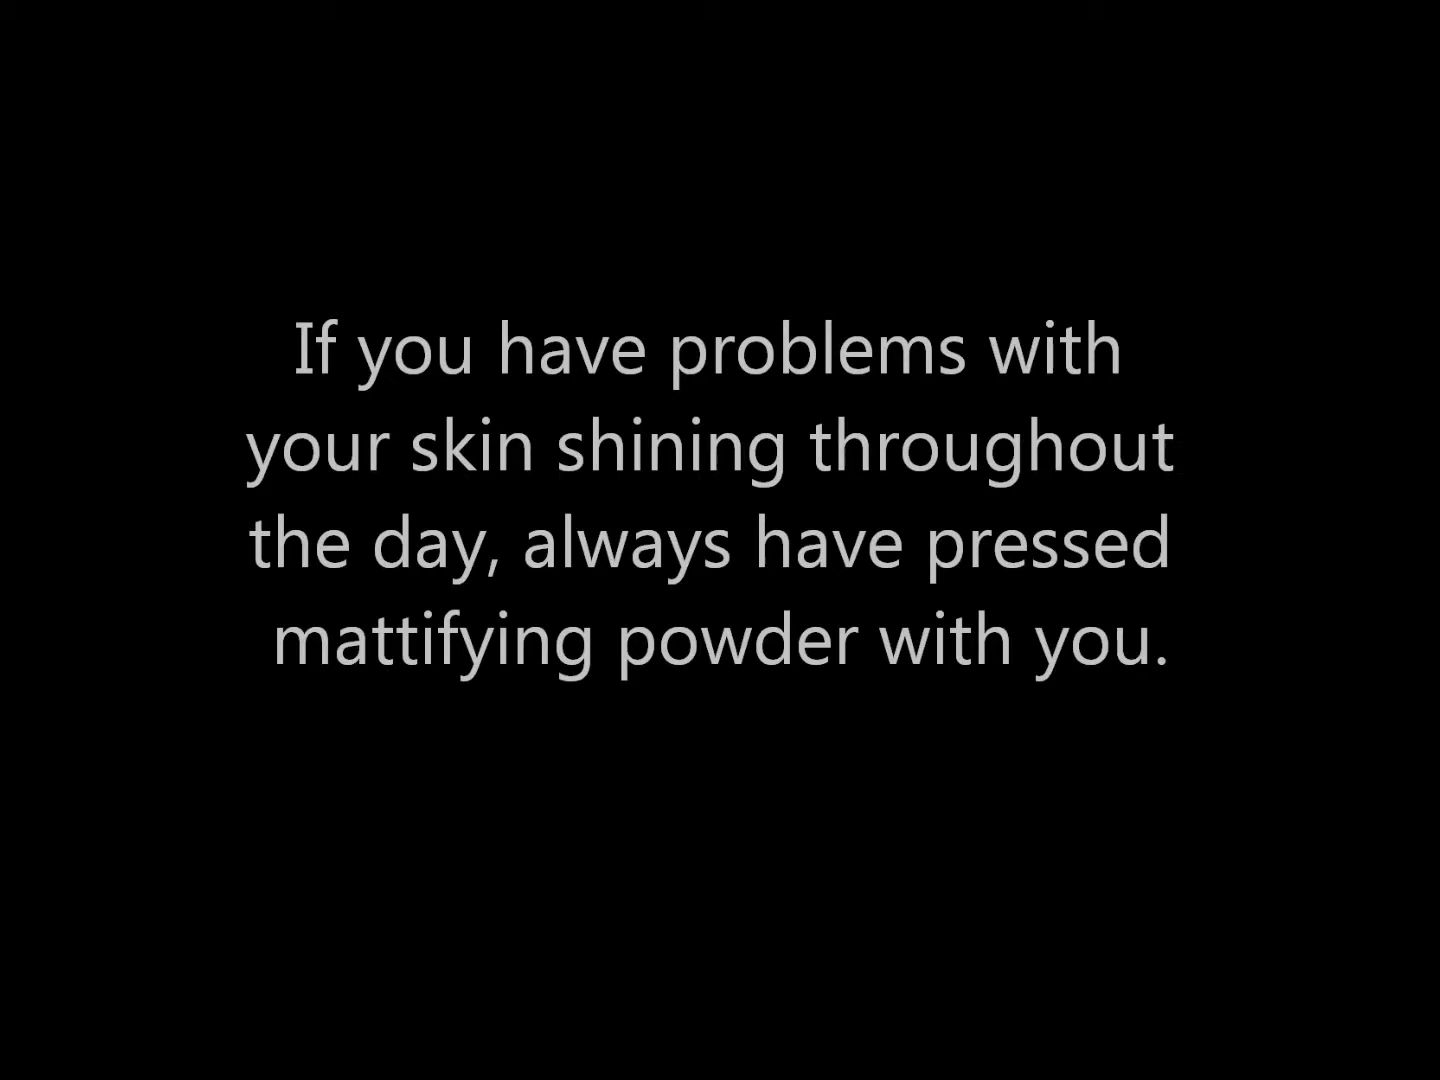 If you have problems with
your skin shining throughout
the day, always have pressed
mattifying powder with you.